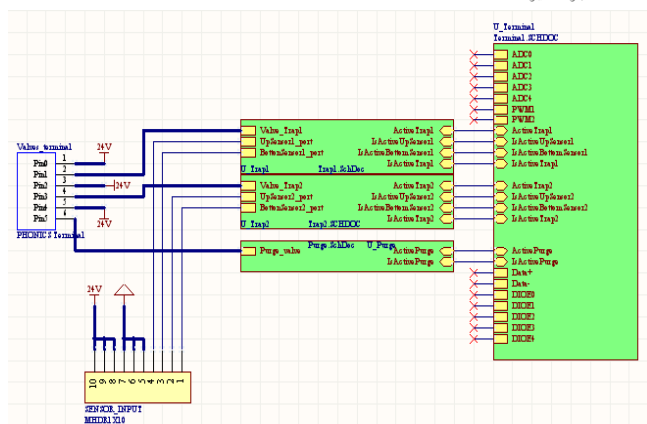 U_Terminal
Terminal.SCHDOC
ADC0
ADC1
ADC2
ADC3
ADC4
PWM1
PWM2
ActiveTrap1
IsActiveUpSensor1
IsActiveBottomSensor1
IsActiveTrap1
ActiveTrap2
IsActiveUpSensor2
IsActiveBottomSensor2
IsActiveTrap2
ActivePurge
IsActivePurge
Data+
Data-
DIOE0
DIOE1
DIOE2
DIOE3
DIOE4
Valve_Trap1
UpSensor1_port
BottonSensor1_port
ActiveTrap1
IsActiveUpSensor1
IsActiveBottomSensor1
IsActiveTrap1
U_Trap1
Trap1.SchDoc
Valve_Trap2
UpSensor2_port
BottonSensor2_port
ActiveTrap2
IsActiveUpSensor2
IsActiveBottomSensor2
IsActiveTrap2
U_Trap2
Trap2.SCHDOC
Purge.SchDoc
U_Purge
Purge_valve
ActivePurge
IsActivePurge
Valves_terminal
Pin0 1
Pin1 2
Pin2 3
Pin3 4
Pin4 5
Pin5 6
PHONICS Terminal
24V
24V
24V
24V
10 9 8 7 6 5 4 3 2 1
SENSOR_INPUT
MHDR1X10